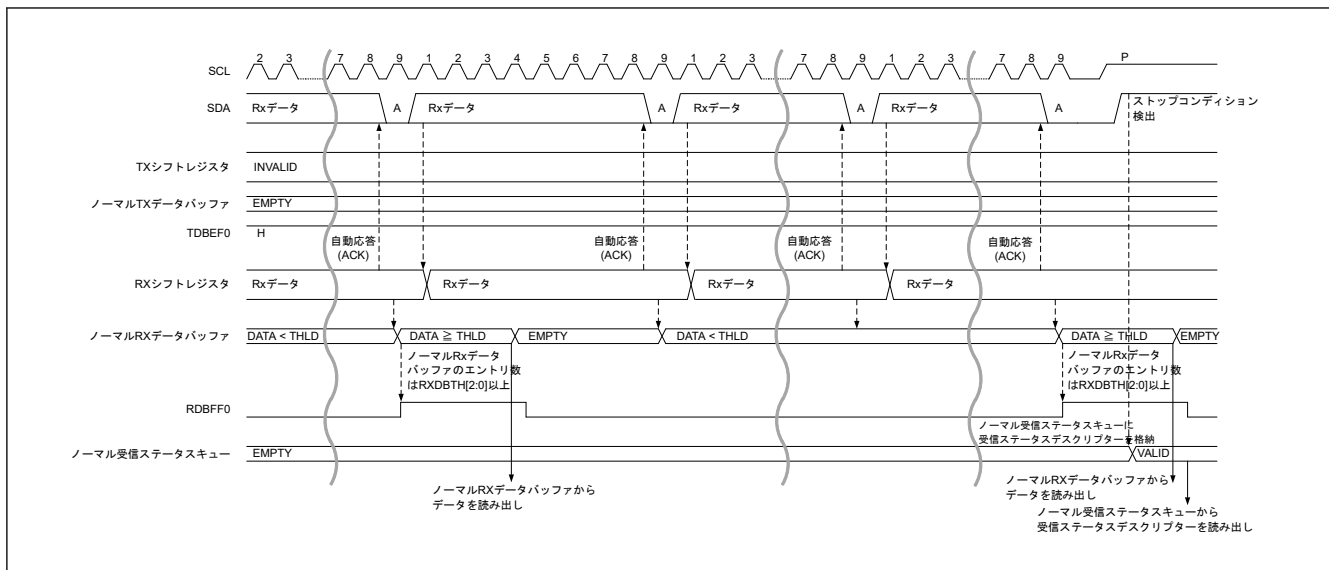 SCL 2 3 7 8 9 1 2 3 4 5 6 7 8 9 1 2 3 7 8 9 1 2 3 7 8 9 P
SDA Rxデータ A Rxデータ A Rxデータ A Rxデータ A
ストップコンディション
検出
TXシフトレジスタ INVALID
ノーマルTXデータバッファ EMPTY
TDBEF0 H
自動応答
(ACK)
自動応答
(ACK)
自動応答
(ACK)
自動応答
(ACK)
RXシフトレジスタ Rxデータ Rxデータ Rxデータ Rxデータ
ノーマルRXデータバッファ DATA < THLD DATA ≧ THLD EMPTY DATA < THLD DATA ≧ THLD EMPTY
ノーマルRxデータ
バッファのエントリ数
はRXDBTH[2:0]以上
ノーマルRxデータ
バッファのエントリ数
はRXDBTH[2:0]以上
RDBFF0
ノーマル受信ステータスキューに
受信ステータスデスクリプターを格納
ノーマル受信ステータスキュー EMPTY VALID
ノーマルRXデータバッファから
データを読み出し
ノーマルRXデータバッファから
データを読み出し
ノーマル受信ステータスキューから
受信ステータスデスクリプターを読み出し